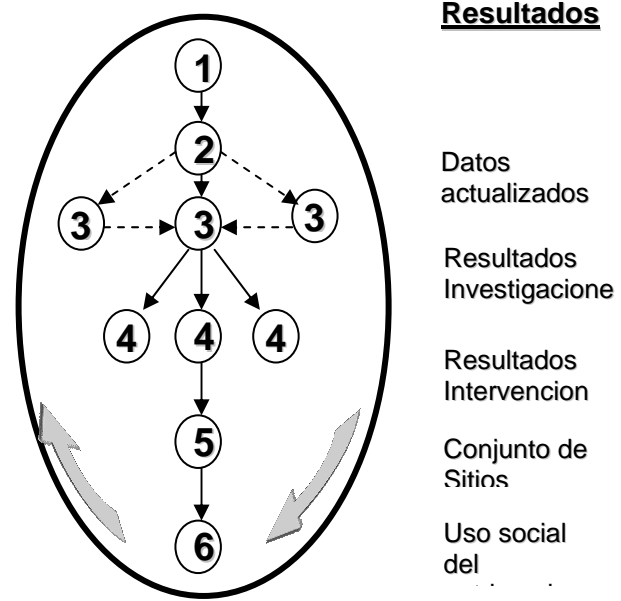 Resultados
1
2
Datos
actualizados
3 3 3
Resultados
Investigacione
4 4 4
Resultados
Intervencion
5
Conjunto de
Sitios
6
Uso social
del